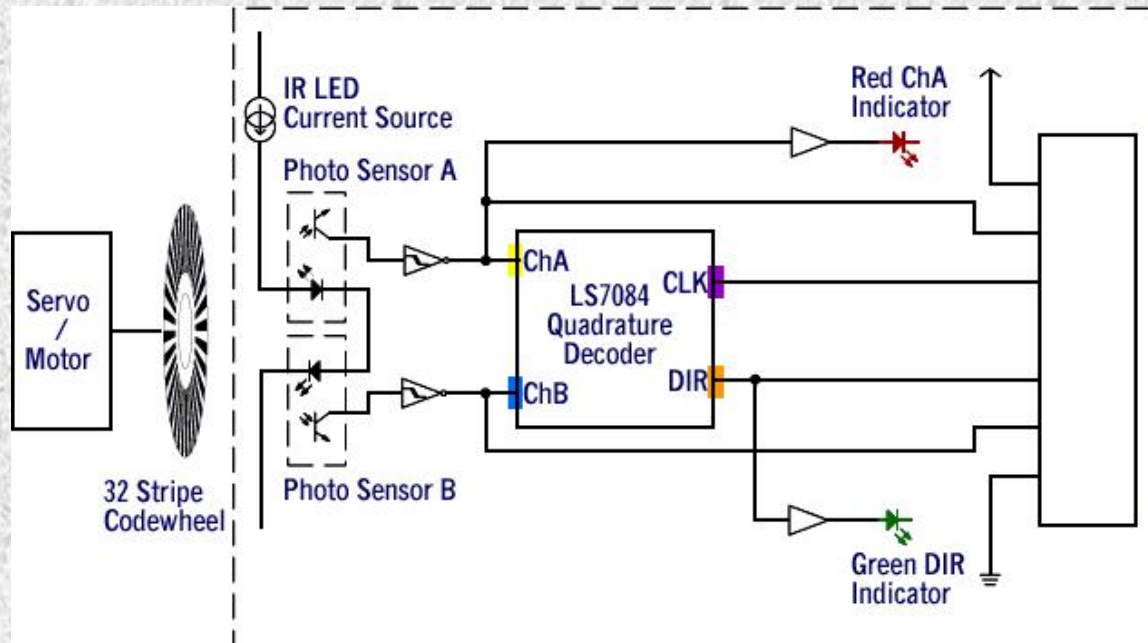 IR LED
Current Source
Red ChA
Indicator
Photo Sensor A
ChA
CLK
LS7084
Quadrature
Decoder
Servo
/
Motor
DIR
ChB
32 Stripe
Codewheel
Photo Sensor B
Green DIR
Indicator